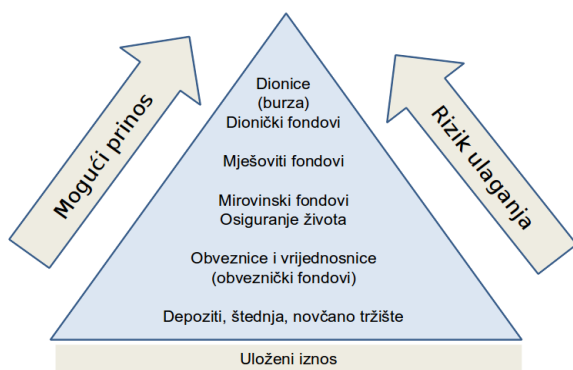 Mogući prinos
Rizik ulaganja
Dionice
(burza)
Dionički fondovi
Mješoviti fondovi
Mirovinski fondovi
Osiguranje života
Obveznice i vrijednosnice
(obveznički fondovi)
Depoziti, štednja, novčano tržište
Uloženi iznos